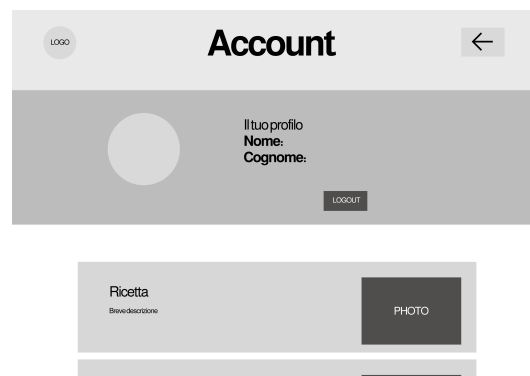 LOGO
Account
Il tuo profilo
Nome:
Cognome:
LOGOUT
Ricetta
Breve descrizione
PHOTO